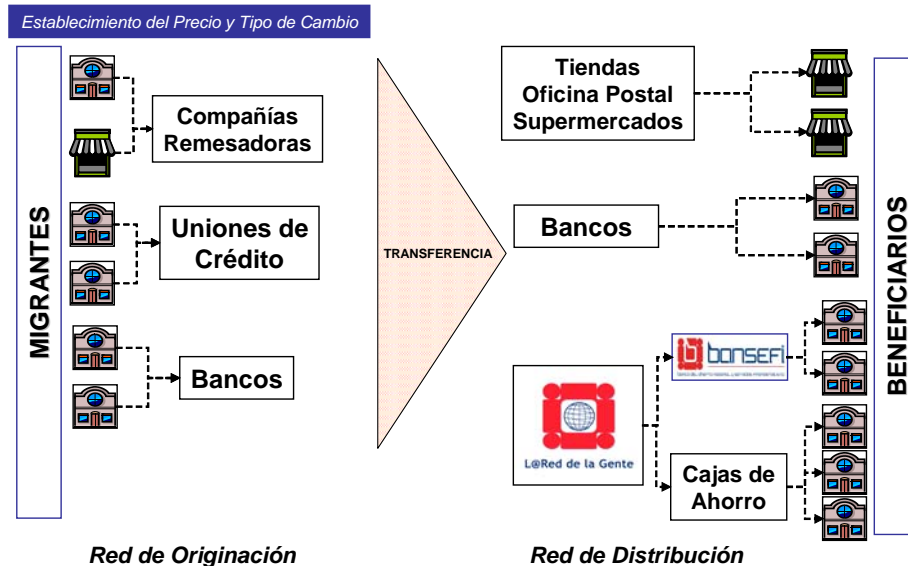 Establecimiento del Precio y Tipo de Cambio
MIGRANTES
Compañías
Remesadoras
Uniones de
Crédito
Bancos
TRANSFERENCIA
Tiendas
Oficina Postal
Supermercados
Bancos
bansefi
L@Red de la Gente
Cajas de
Ahorro
BENEFICIARIOS
Red de Originación
Red de Distribución